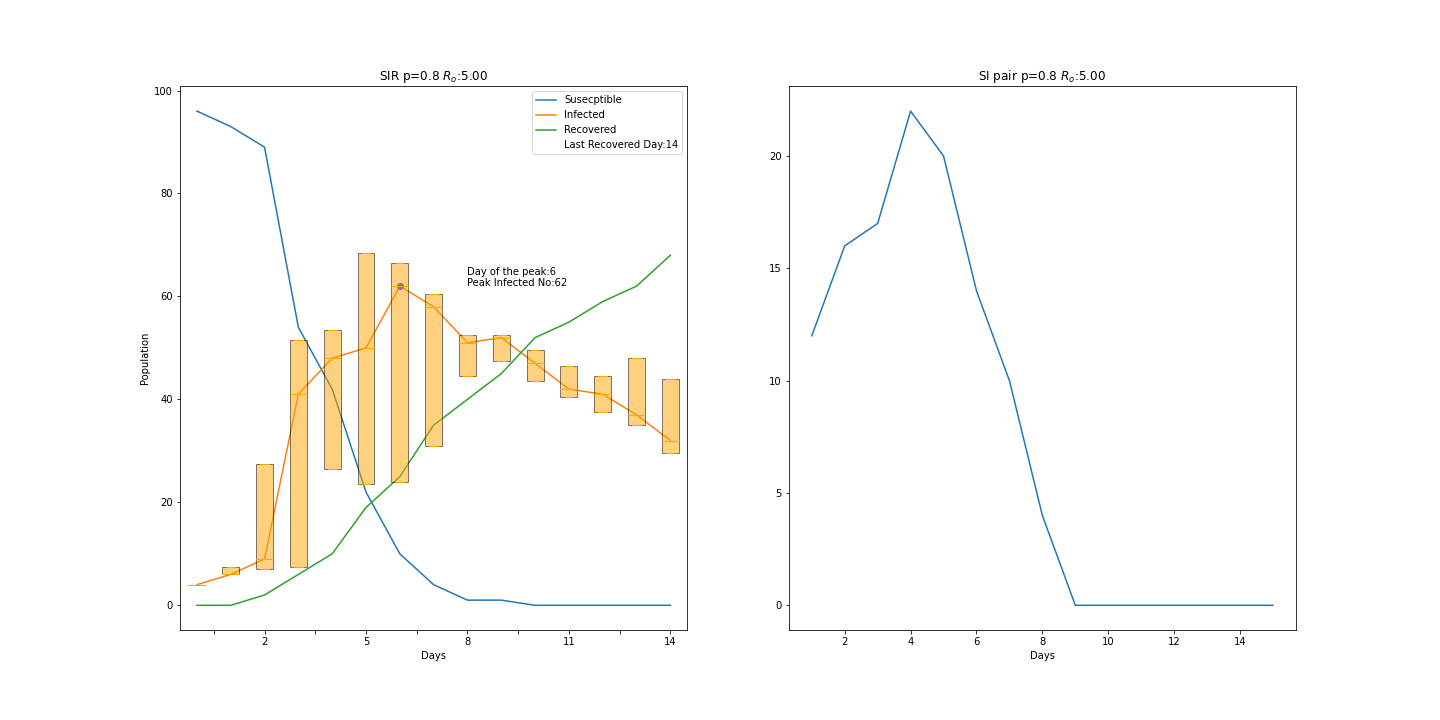 SIR p=0.8 Rₒ:5.00
Susecptible
Infected
Recovered
Last Recovered Day:14
Day of the peak:6
Peak Infected No:62
100
80
60
40
20
0
Population
2 5 8 11 14
Days
SI pair p=0.8 Rₒ:5.00
20
15
10
5
0
2 4 6 8 10 12 14
Days